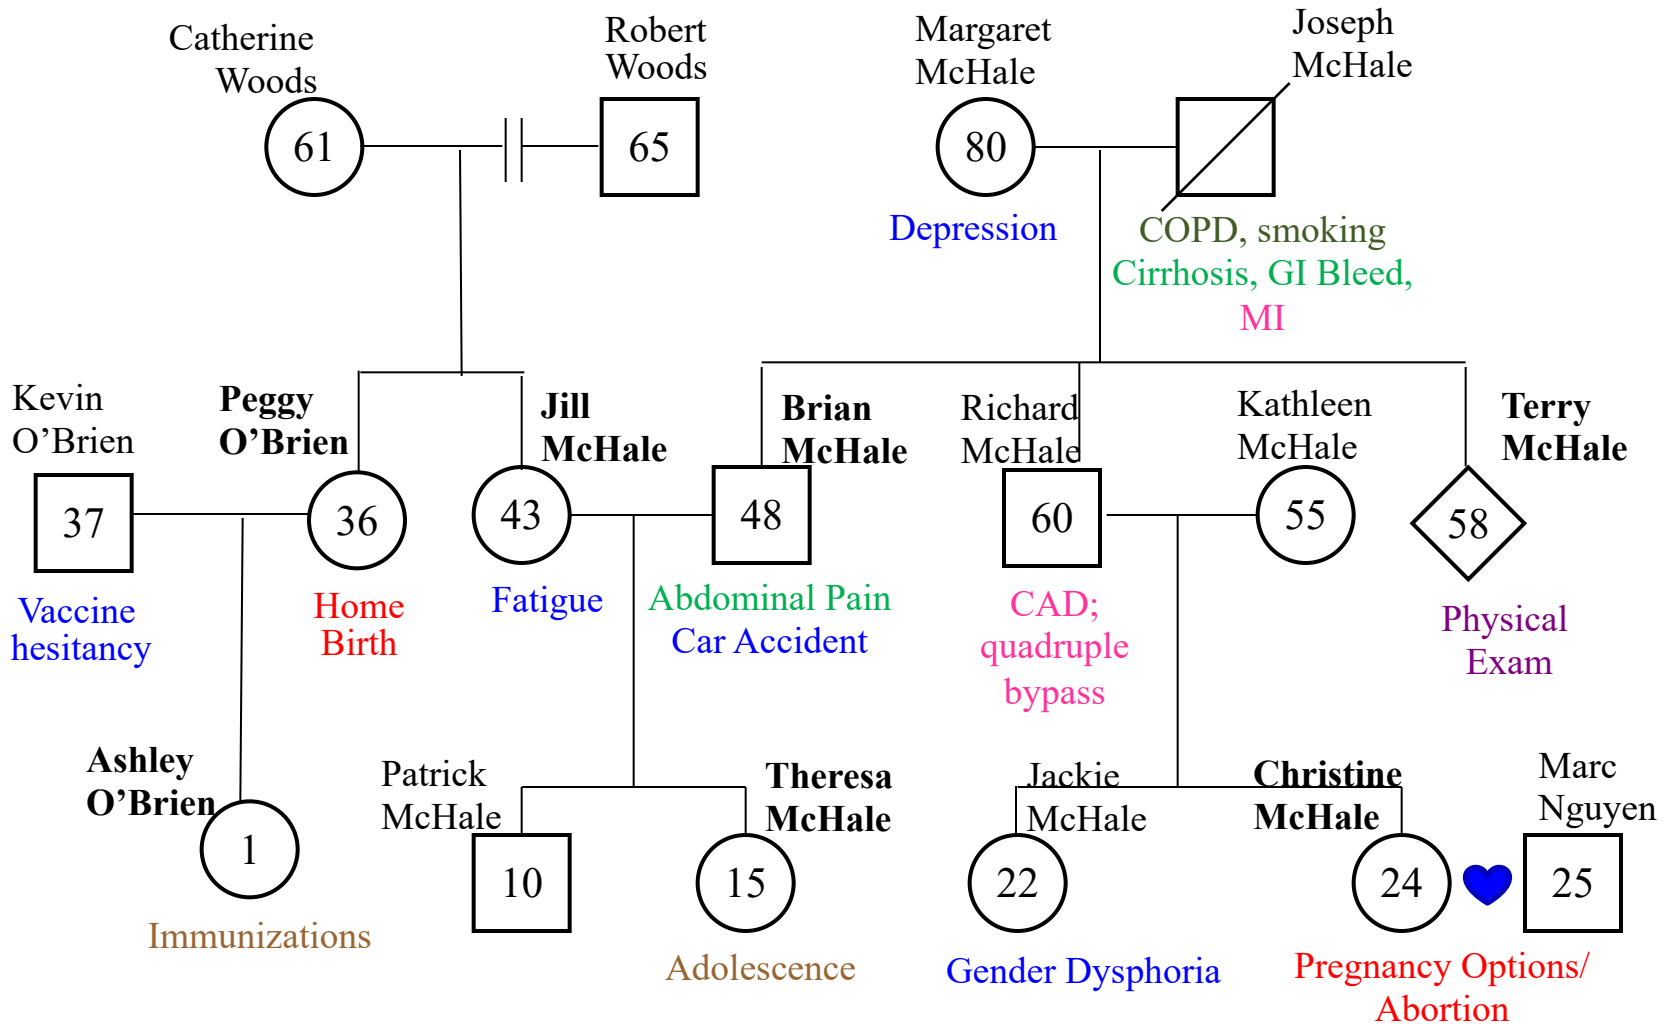 Catherine
Woods
Robert
Woods
Margaret
McHale
Joseph
McHale
61
65
80
Depression
COPD, smoking
Cirrhosis, GI Bleed,
MI
Kevin
O’Brien
Peggy
O’Brien
Jill
McHale
Brian
McHale
Richard
McHale
Kathleen
McHale
Terry
McHale
37
36
43
48
60
55
58
Vaccine
hesitancy
Home
Birth
Fatigue
Abdominal Pain
Car Accident
CAD;
quadruple
bypass
Physical
Exam
Ashley
O’Brien
Patrick
McHale
Theresa
McHale
Jackie
McHale
Christine
McHale
Marc
Nguyen
1
10
15
22
24
25
Immunizations
Adolescence
Gender Dysphoria
Pregnancy Options/
Abortion